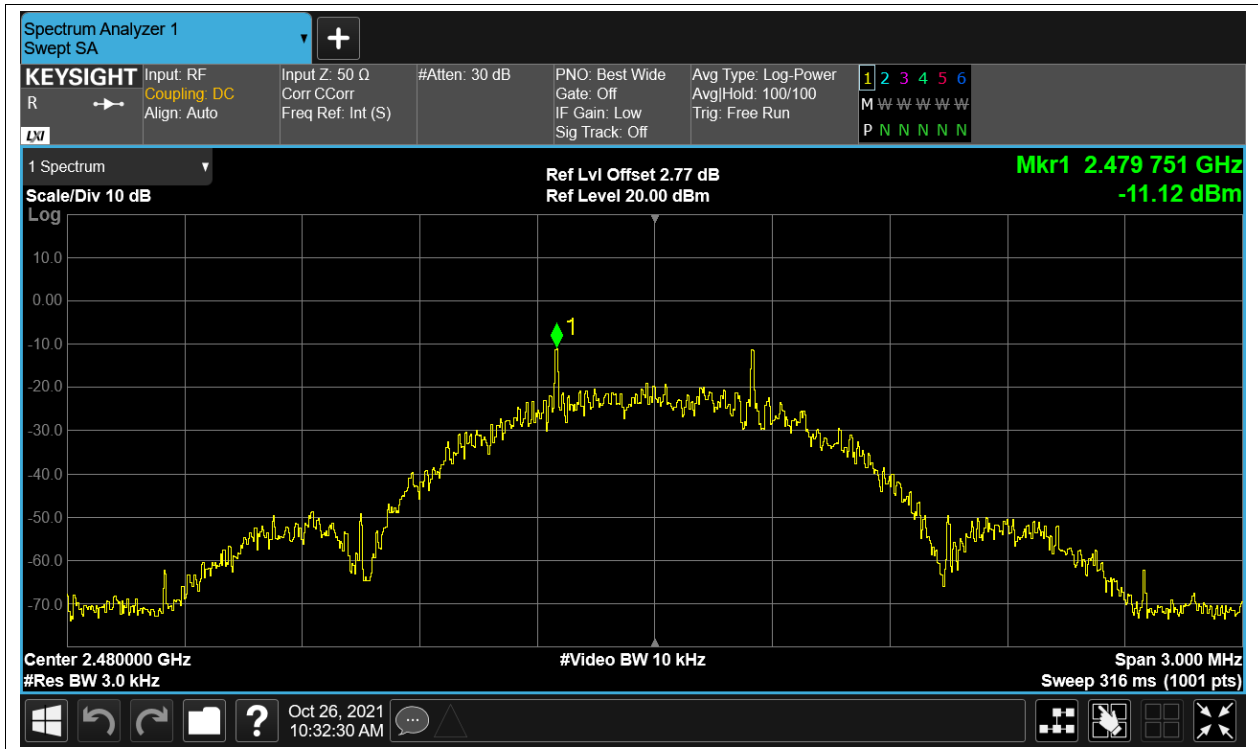 Spectrum Analyzer 1
Swept SA
+
KEYSIGHT
R
LXI
Input: RF
Coupling: DC
Align: Auto
Input Z: 50 Ω
Corr CCorr
Freq Ref: Int (S)
#Atten: 30 dB
PNO: Best Wide
Gate: Off
IF Gain: Low
Sig Track: Off
Avg Type: Log-Power
Avg|Hold: 100/100
Trig: Free Run
1 2 3 4 5 6
M W W W W W
P N N N N N
1 Spectrum
Scale/Div 10 dB
Log
Ref Lvl Offset 2.77 dB
Ref Level 20.00 dBm
Mkr1 2.479 751 GHz
-11.12 dBm
10.0
0.00
-10.0
-20.0
-30.0
-40.0
-50.0
-60.0
-70.0
1
Center 2.480000 GHz
#Res BW 3.0 kHz
#Video BW 10 kHz
Span 3.000 MHz
Sweep 316 ms (1001 pts)
?
Oct 26, 2021
10:32:30 AM